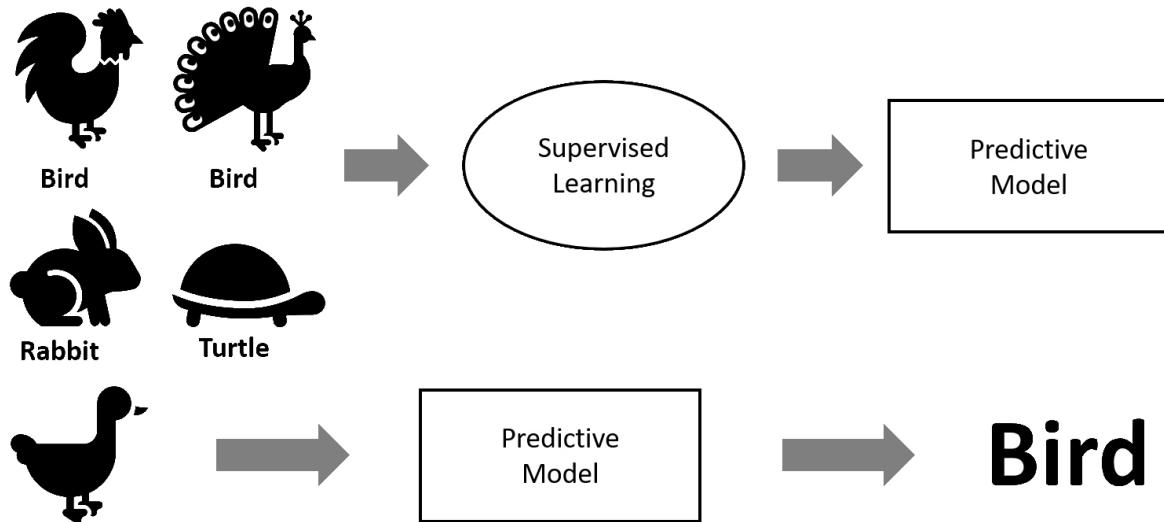 Bird
Bird
Supervised
Learning
Predictive
Model
Rabbit
Turtle
Predictive
Model
Bird